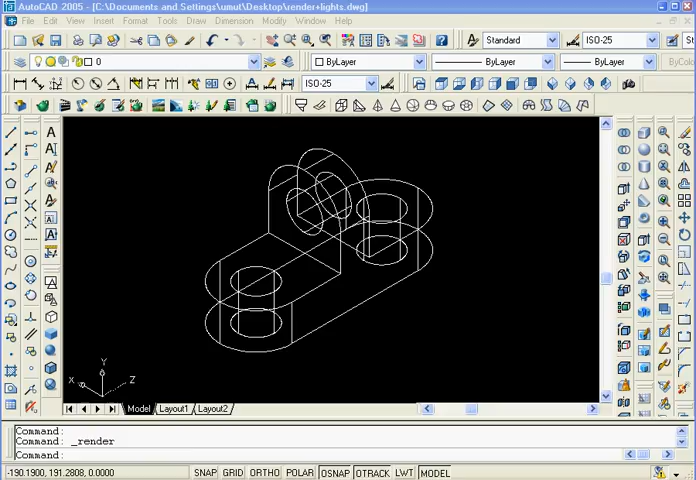 AutoCAD 2005 - [C:\Documents and Settings\umut\Desktop\render+lights.dwg]
File Edit View Insert Format Tools Draw Dimension Modify Window Help
Standard ISO-25 St
0 ByLayer ByLayer ByLayer ByCol
ISO-25
Y
X Z
Model Layout1 Layout2
Command:
Command: _render
Command:
-190.1900, 191.2808, 0.0000 SNAP GRID ORTHO POLAR OSNAP OTRACK LWT MODEL